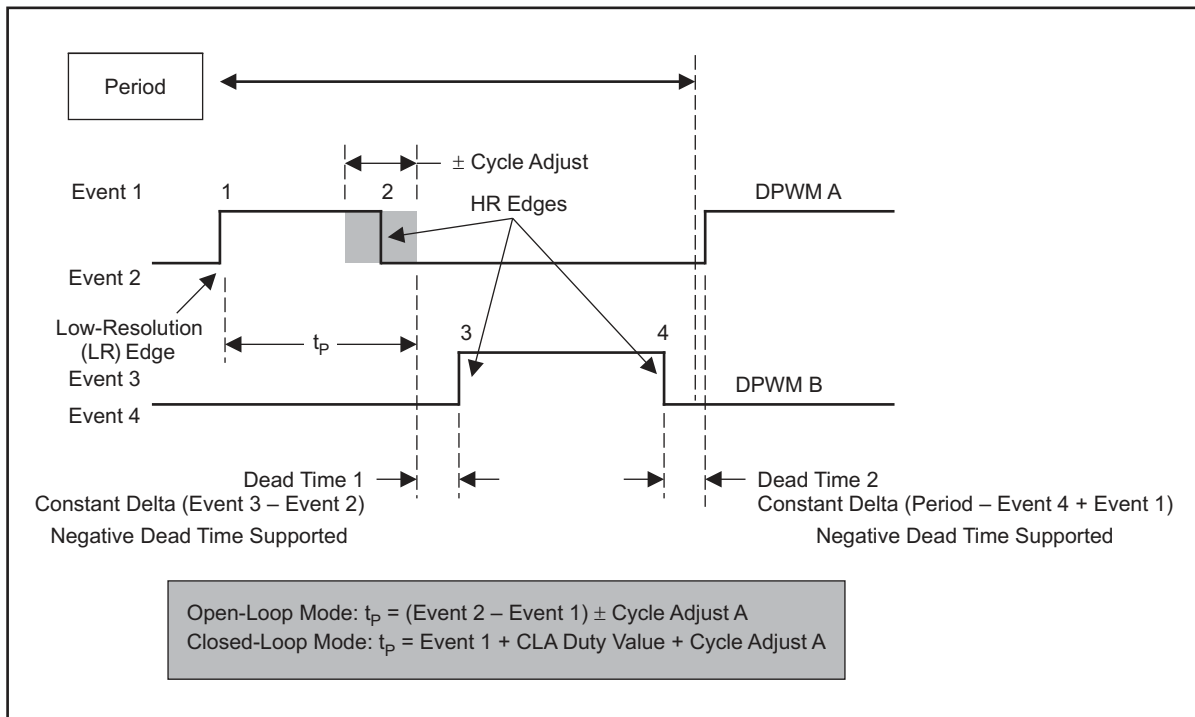 Period
± Cycle Adjust
Event 1
1
2
HR Edges
DPWM A
Event 2
Low-Resolution
(LR) Edge
tP
3
4
Event 3
DPWM B
Event 4
Dead Time 1
Constant Delta (Event 3 – Event 2)
Negative Dead Time Supported
Dead Time 2
Constant Delta (Period – Event 4 + Event 1)
Negative Dead Time Supported
Open-Loop Mode: tP = (Event 2 – Event 1) ± Cycle Adjust A
Closed-Loop Mode: tP = Event 1 + CLA Duty Value + Cycle Adjust A